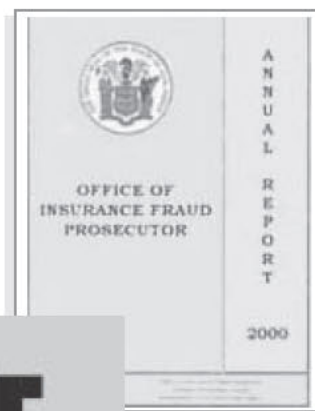 OFFICE OF
INSURANCE FRAUD
PROSECUTOR
ANNUAL REPORT
2000